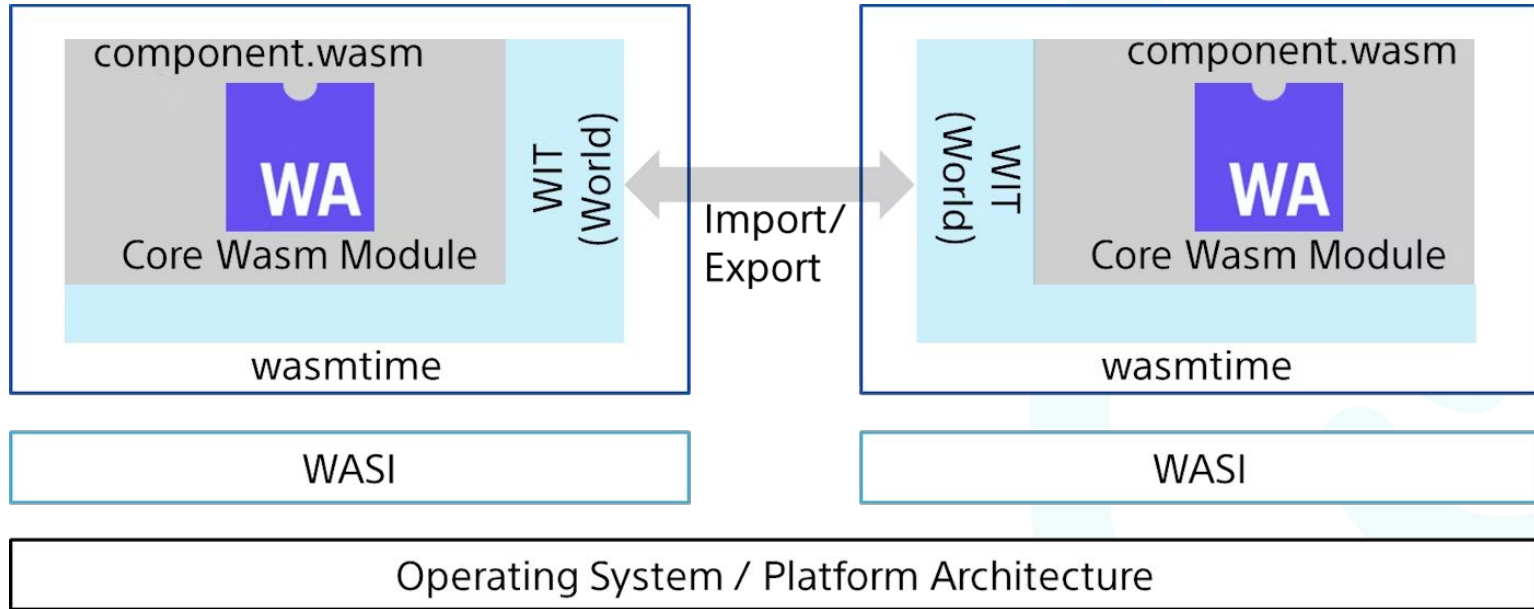 component.wasm
WA
Core Wasm Module
WIT
(World)
wasmtime
Import/
Export
component.wasm
WA
Core Wasm Module
WIT
(World)
wasmtime
WASI
WASI
Operating System / Platform Architecture